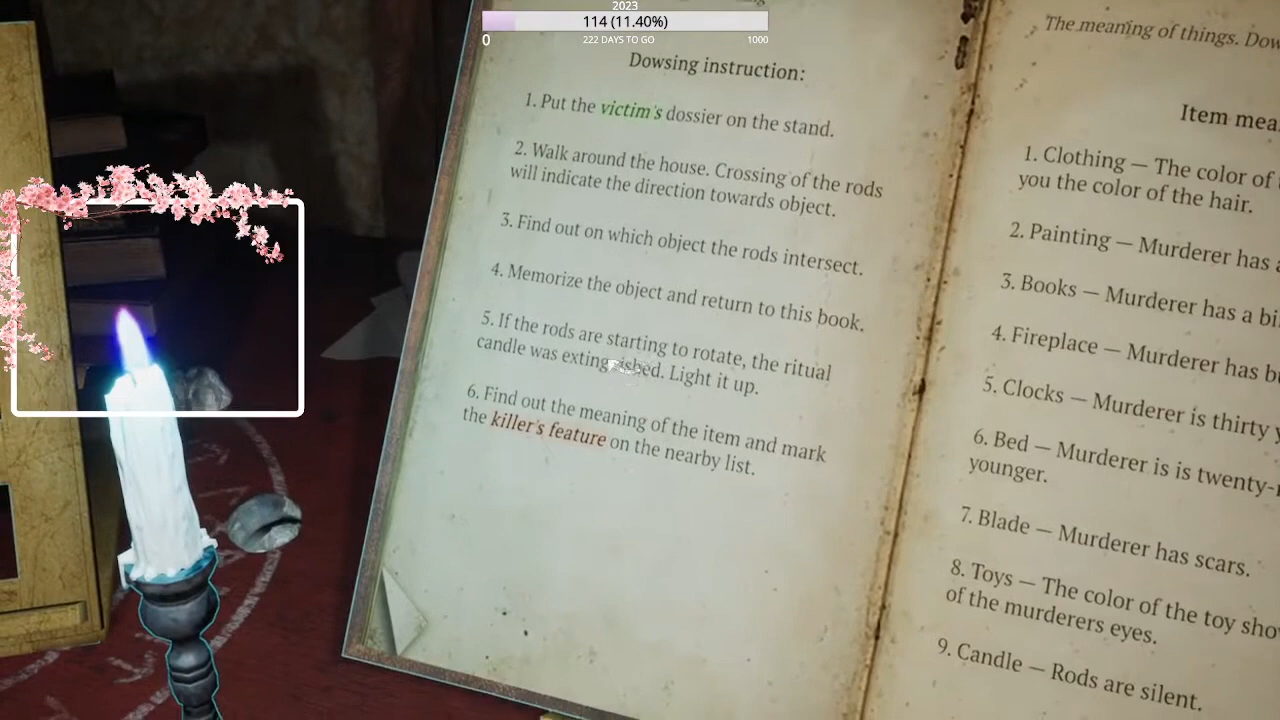 2023
114 (11.40%)
0 222 DAYS TO GO 1000
Dowsing instruction:
1. Put the victim's dossier on the stand.
2. Walk around the house. Crossing of the rods
will indicate the direction towards object.
3. Find out on which object the rods intersect.
4. Memorize the object and return to this book.
5. If the rods are starting to rotate, the ritual
candle was extinguished. Light it up.
6. Find out the meaning of the item and mark
the killer's feature on the nearby list.
The meaning of things.
Item
1. Clothing — The color of
you the color of the hair.
2. Painting — Murderer has
3. Books — Murderer has a
4. Fireplace — Murderer has
5. Clocks — Murderer is thirty
6. Bed — Murderer is is
younger.
7. Blade — Murderer has scars.
8. Toys — The color of the toy
of the murderers eyes.
9. Candle — Rods are silent.